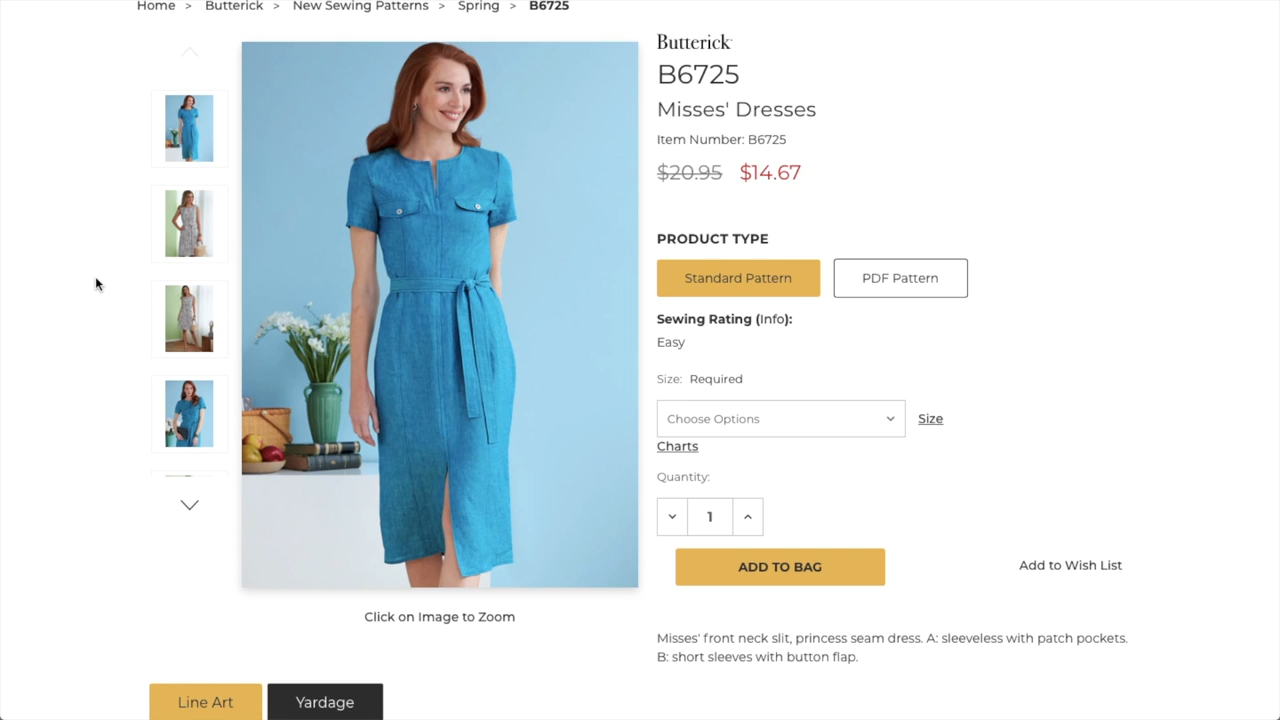 Home > Butterick > New Sewing Patterns > Spring > B6725
Butterick
B6725
Misses' Dresses
Item Number: B6725
$20.95 $14.67
PRODUCT TYPE
Standard Pattern PDF Pattern
Sewing Rating (Info):
Easy
Size: Required
Choose Options Size
Charts
Quantity:
1
ADD TO BAG Add to Wish List
Click on Image to Zoom
Misses' front neck slit, princess seam dress. A: sleeveless with patch pockets.
B: short sleeves with button flap.
Line Art Yardage